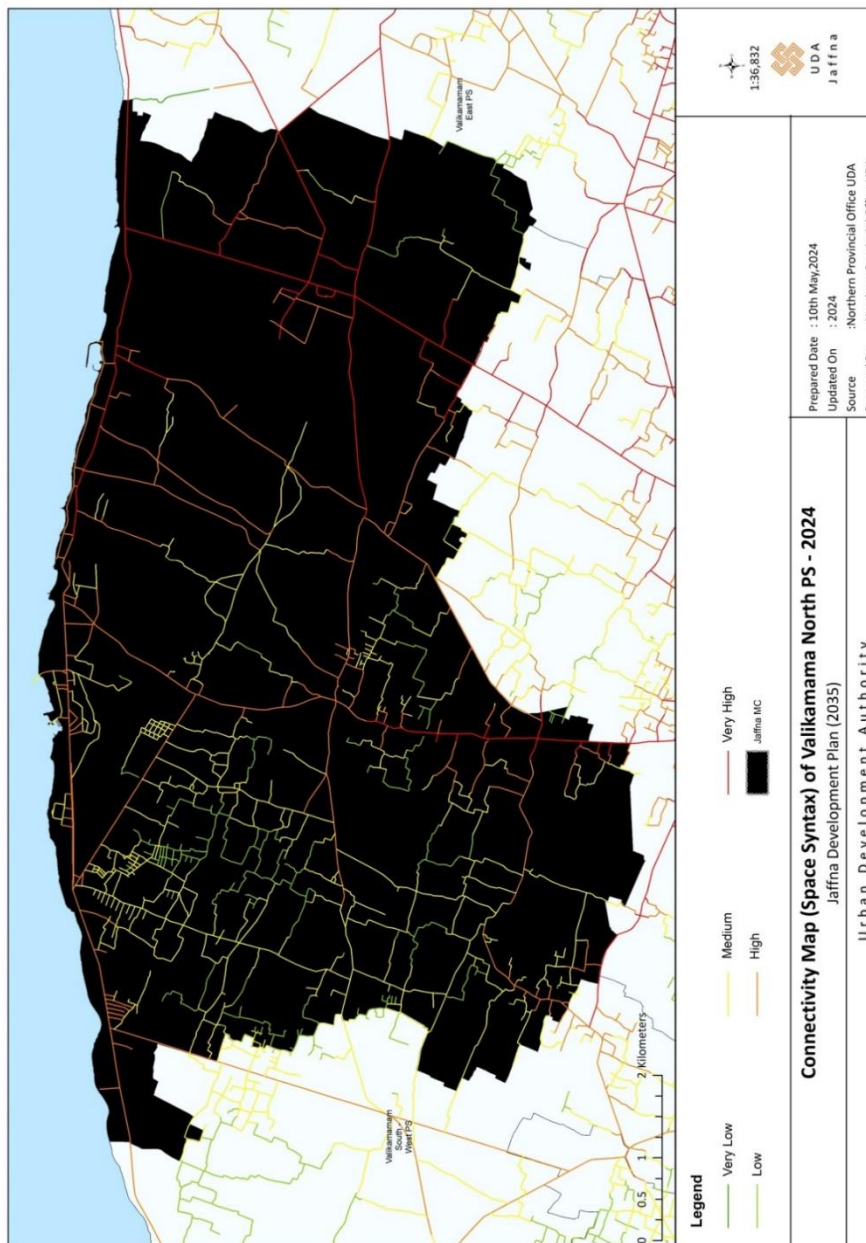 Valikamamam
East PS
Valikamamam
South -
West PS
0 0.5 1 2 Kilometers
Legend
Very Low
Medium
Very High
Low
High
Jaffna MC
1:36,832
UDA
Jaffna
Connectivity Map (Space Syntax) of Valikamama North PS - 2024
Jaffna Development Plan (2035)
Prepared Date : 10th May,2024
Updated On : 2024
Source :Northern Provincial Office UDA
Urban Development Authority